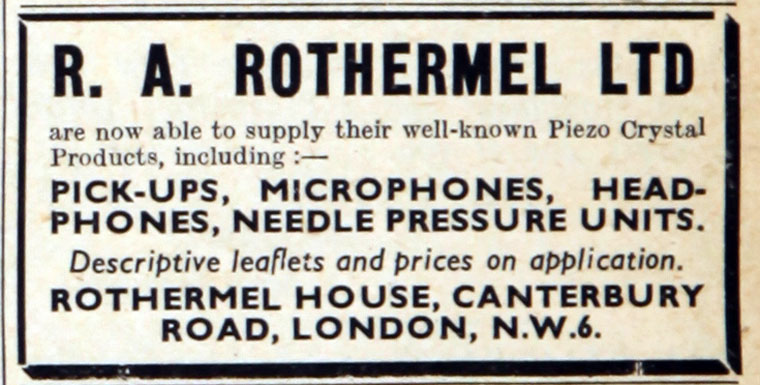 R. A. ROTHERMEL LTD
are now able to supply their well-known Piezo Crystal
Products, including :—
PICK-UPS, MICROPHONES, HEAD-
PHONES, NEEDLE PRESSURE UNITS.
Descriptive leaflets and prices on application.
ROTHERMEL HOUSE, CANTERBURY
ROAD, LONDON, N.W.6.